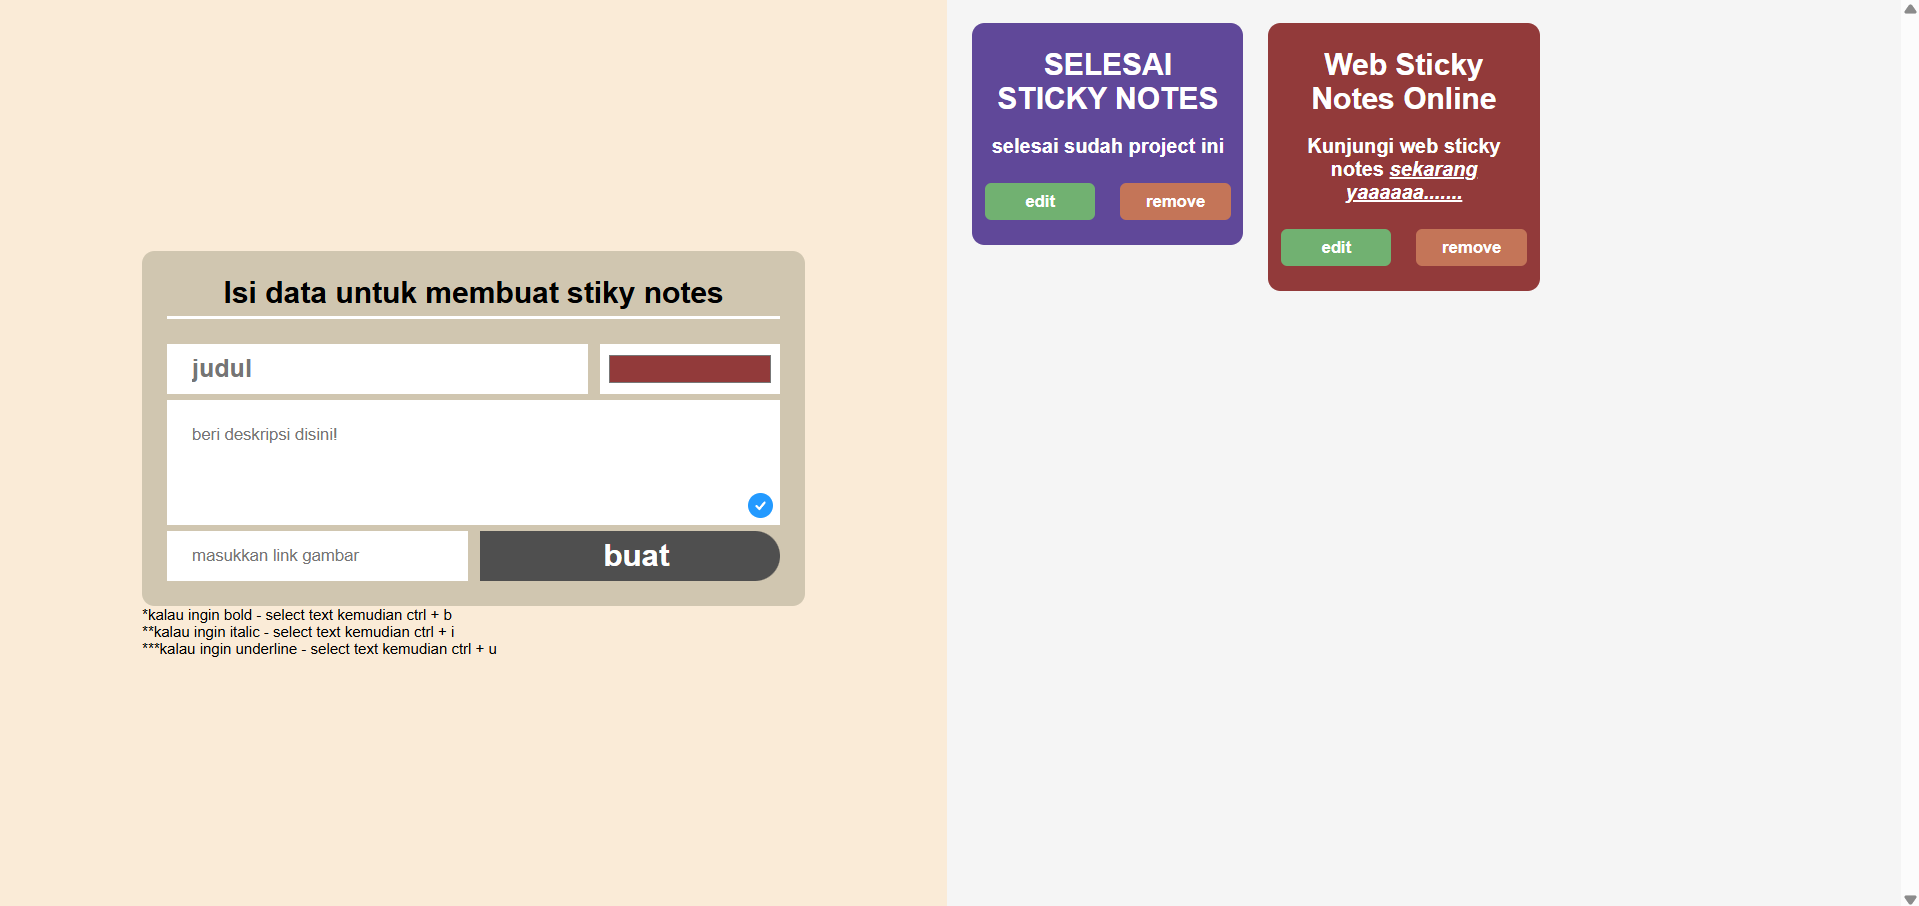 Isi data untuk membuat stiky notes
judul
beri deskripsi disini!
masukkan link gambar
buat
*kalau ingin bold - select text kemudian ctrl + b
**kalau ingin italic - select text kemudian ctrl + i
***kalau ingin underline - select text kemudian ctrl + u
SELESAI
STICKY NOTES
selesai sudah project ini
edit
remove
Web Sticky
Notes Online
Kunjungi web sticky
notes sekarang
yaaaaaa.......
edit
remove